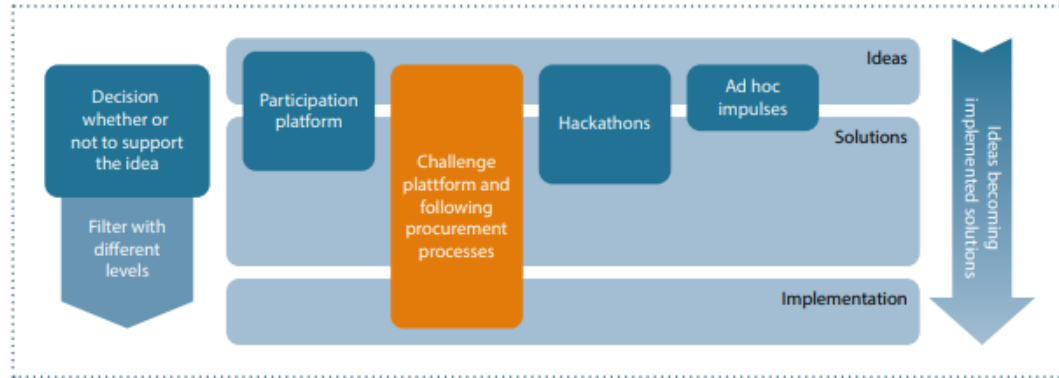 Decision
whether or
not to support
the idea
Filter with
different
levels
Ideas
Participation
platform
Challenge
plattform and
following
procurement
processes
Hackathons
Ad hoc
impulses
Solutions
Implementation
Ideas becoming
implemented solutions